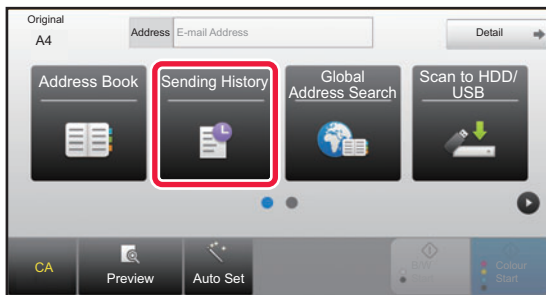 Original
A4
Address E-mail Address
Detail
Address Book
Sending History
Global
Address Search
Scan to HDD/
USB
CA
Preview
Auto Set
B/W
Start
Colour
Start